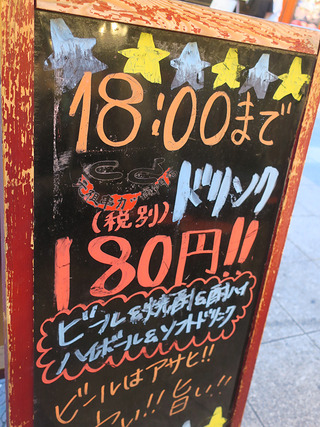 18:00まで
ドリンク
(税別)
180円!!
ビール&焼酎&酎ハイ
ハイボール&ソフトドリンク
ビールはアサヒ!!
旨い!!